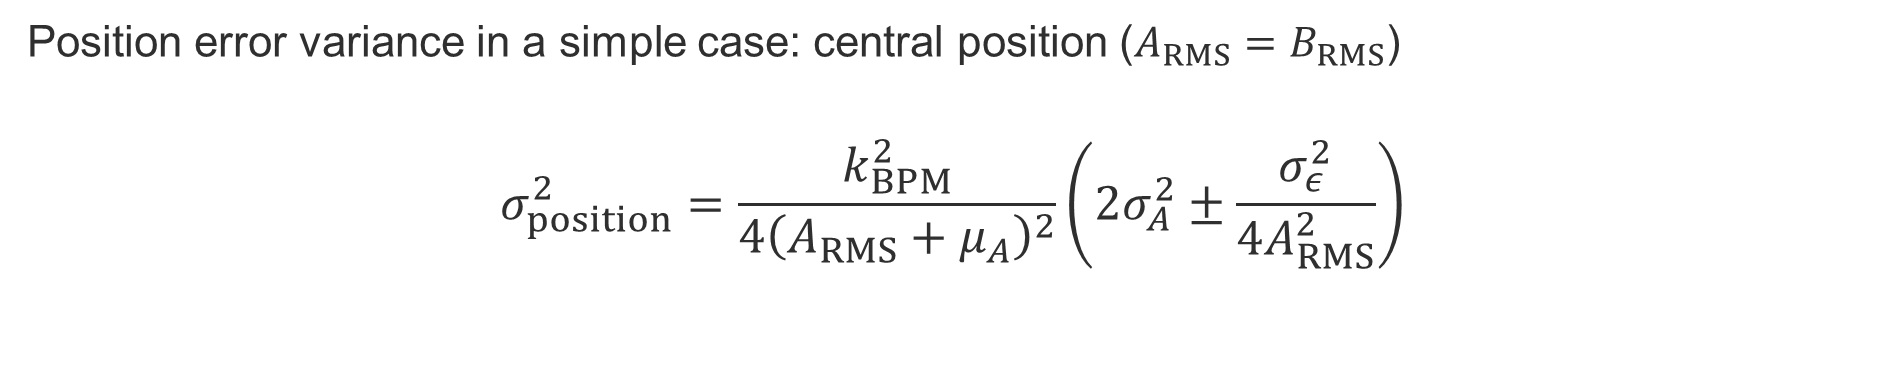 Position error variance in a simple case: central position (A_RMS = B_RMS)
σ²_position = k²_BPM / 4(A_RMS + μ_A)² (2σ²_A ± σ²_ϵ / 4A²_RMS)